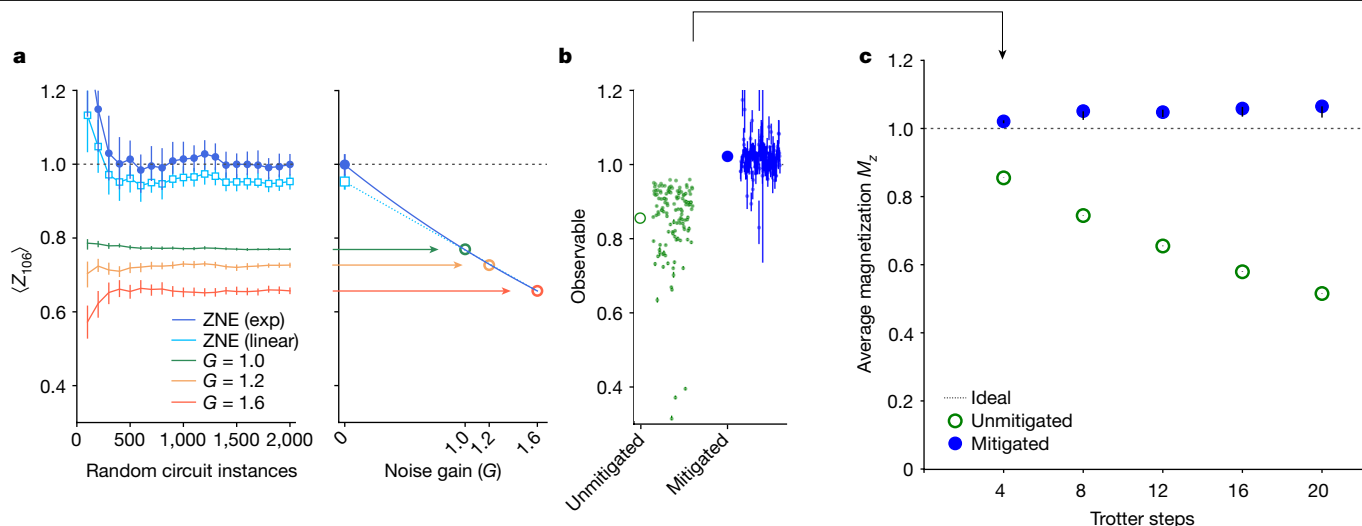 a
1.2
1.0
0.8
0.6
0.4
⟨Z106⟩
ZNE (exp)
ZNE (linear)
G = 1.0
G = 1.2
G = 1.6
0
500
1,000
1,500
2,000
Random circuit instances
0
1.0
1.2
1.6
Noise gain (G)
b
1.2
1.0
0.8
0.6
0.4
Observable
Unmitigated
Mitigated
c
1.2
1.0
0.8
0.6
0.4
0.2
0
Average magnetization Mz
Ideal
Unmitigated
Mitigated
4
8
12
16
20
Trotter steps